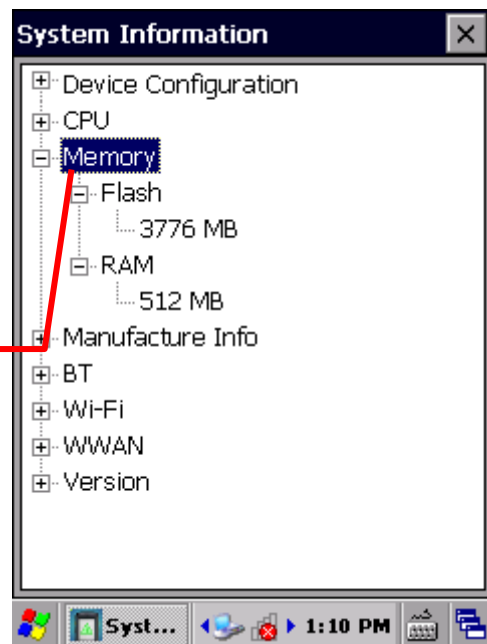 System Information
Device Configuration
CPU
Memory
Flash
3776 MB
RAM
512 MB
Manufacture Info
BT
Wi-Fi
WWAN
Version
Syst... 1:10 PM